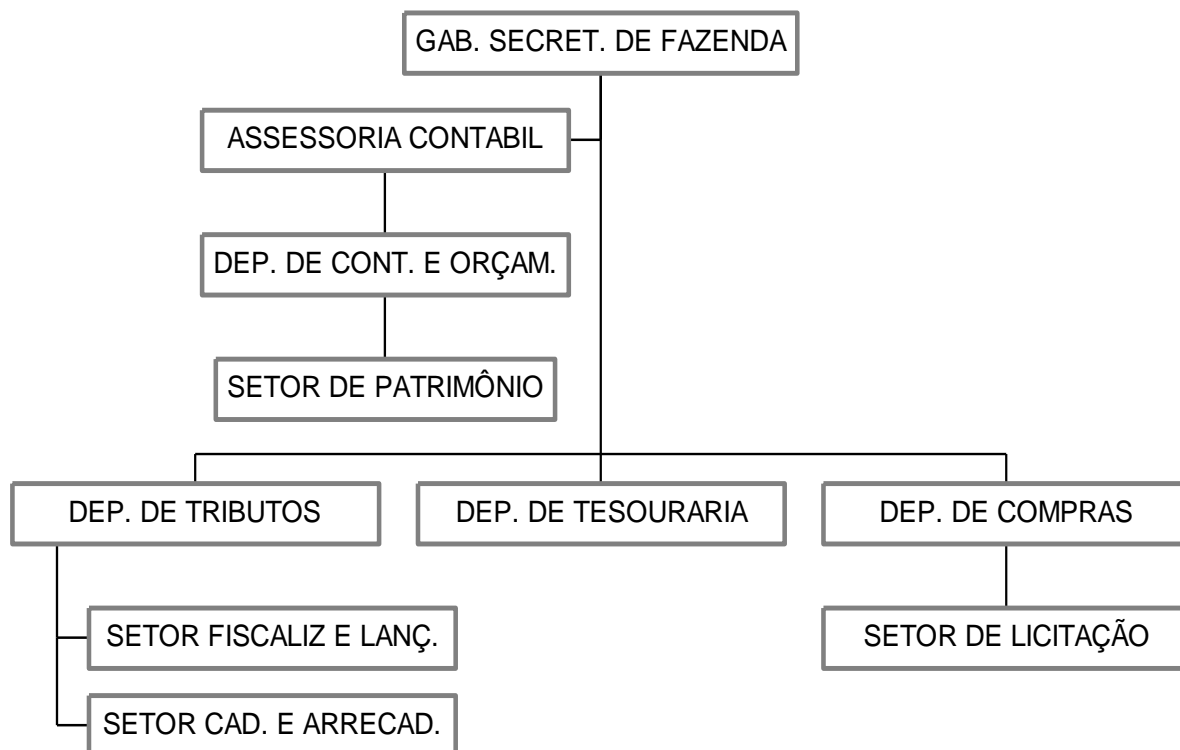 GAB. SECRET. DE FAZENDA
ASSESSORIA CONTABIL
DEP. DE CONT. E ORÇAM.
SETOR DE PATRIMÔNIO
DEP. DE TRIBUTOS
DEP. DE TESOURARIA
DEP. DE COMPRAS
SETOR FISCALIZ E LANÇ.
SETOR DE LICITAÇÃO
SETOR CAD. E ARRECAD.